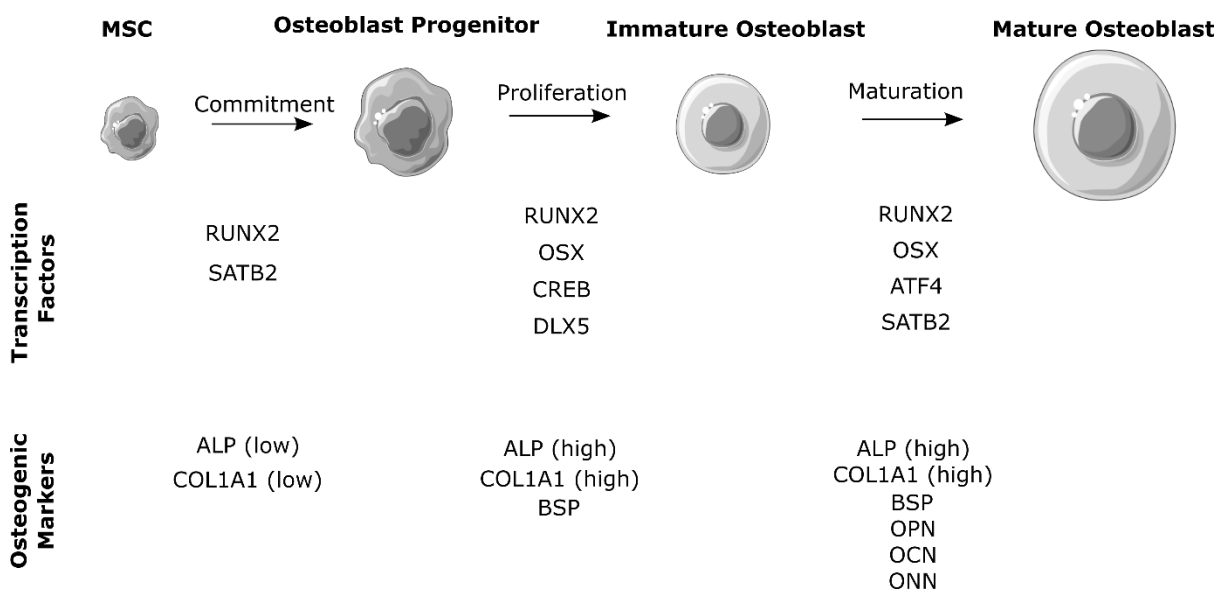 MSC
Osteoblast Progenitor
Immature Osteoblast
Mature Osteoblast
Commitment
Proliferation
Maturation
Transcription
Factors
RUNX2
SATB2
RUNX2
OSX
CREB
DLX5
RUNX2
OSX
ATF4
SATB2
Osteogenic
Markers
ALP (low)
COL1A1 (low)
ALP (high)
COL1A1 (high)
BSP
ALP (high)
COL1A1 (high)
BSP
OPN
OCN
ONN